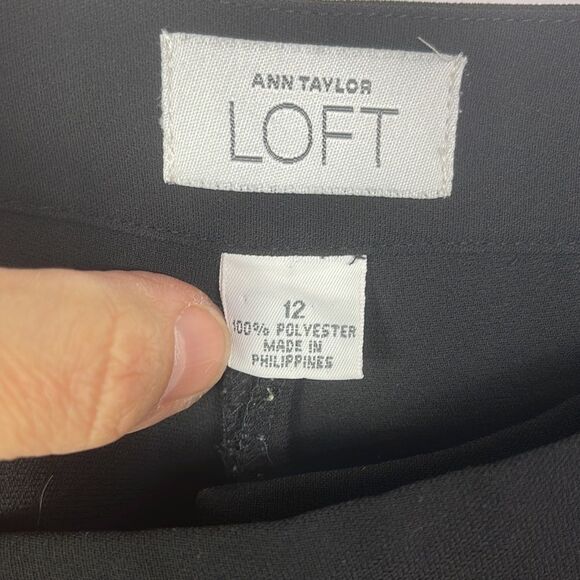 ANN TAYLOR
LOFT
12
100% POLYESTER
MADE IN
PHILIPPINES